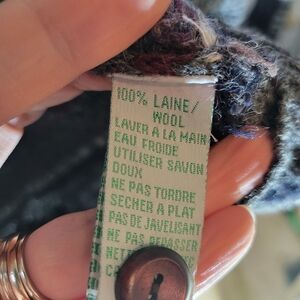 100% LAINE/
WOOL
LAVER A LA MAIN
EAU FROIDE
UTILISER SAVON
DOUX
NE PAS TORDRE
SECHER A PLAT
PAS DE JAVELISANT
NE PAS REPASSER
NETT